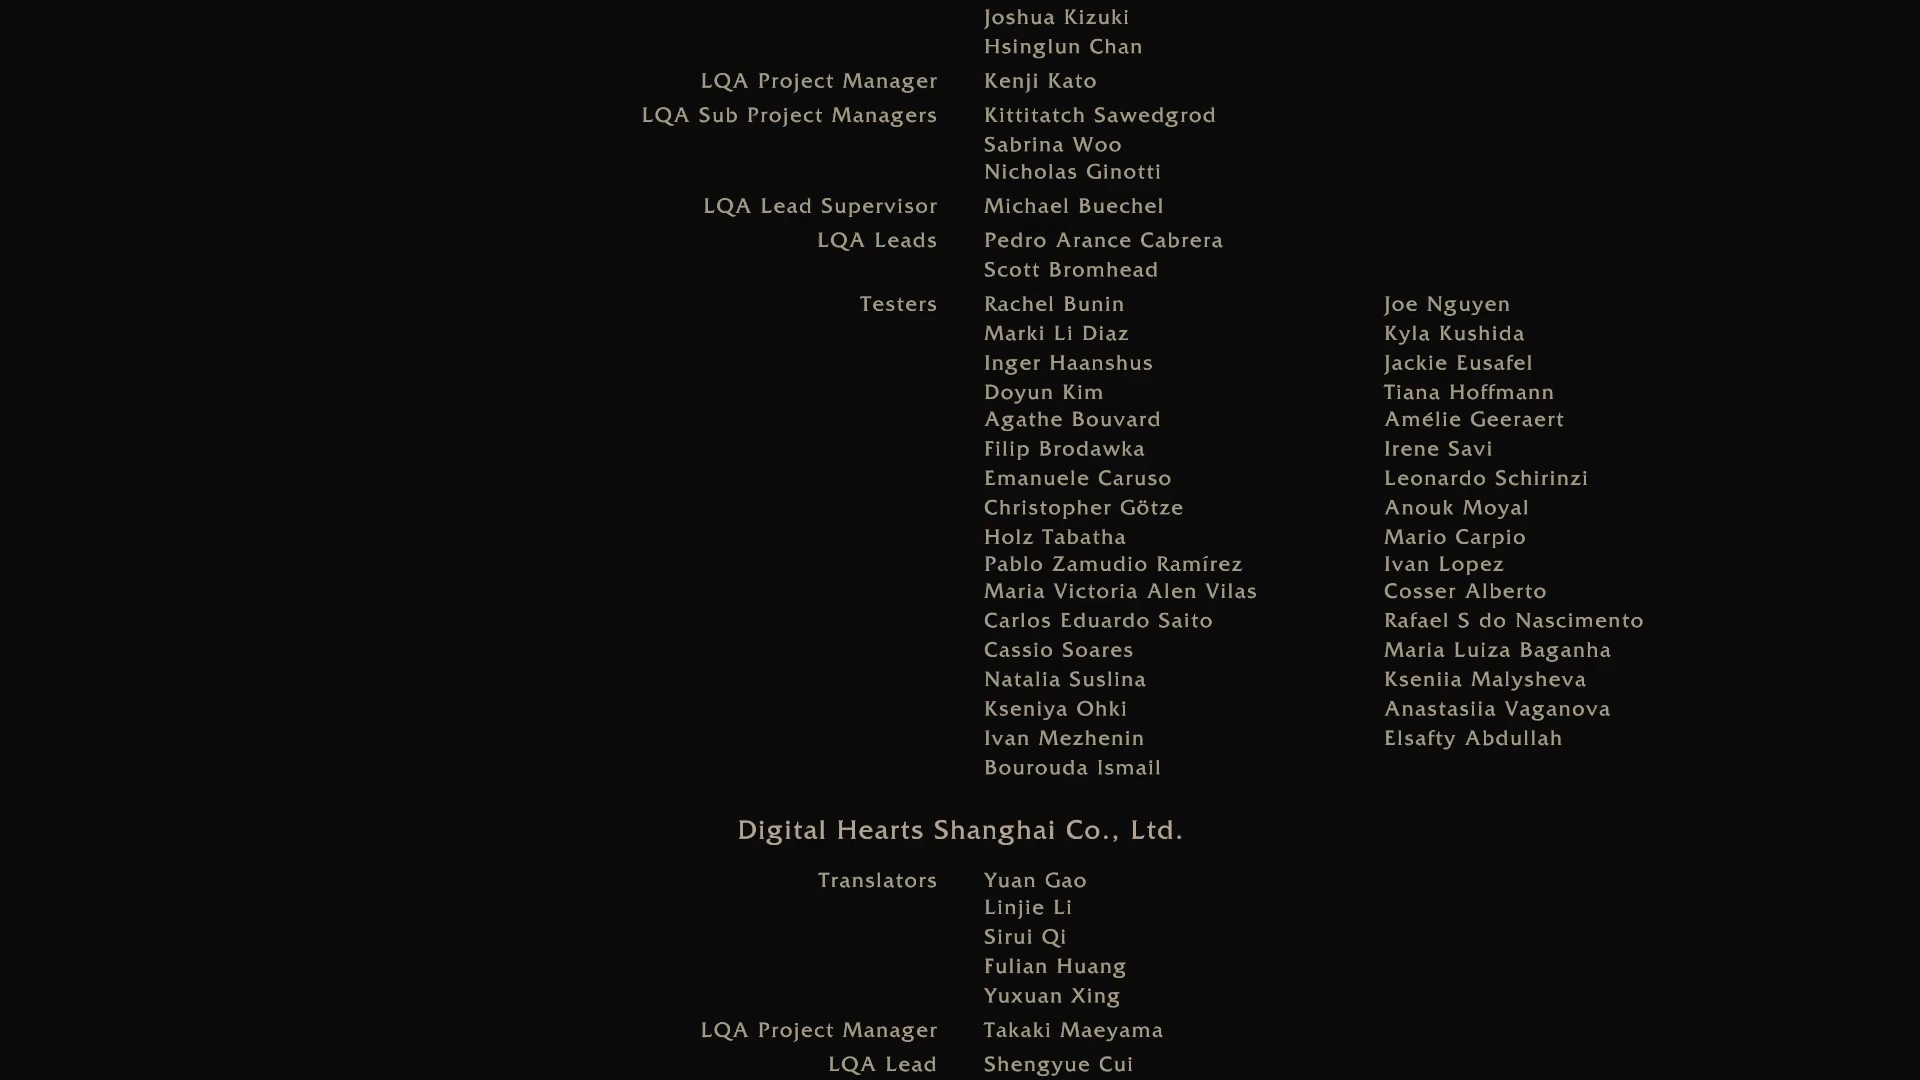 Joshua Kizuki
Hsinglun Chan
LQA Project Manager Kenji Kato
LQA Sub Project Managers Kittitatch Sawedgrod
Sabrina Woo
Nicholas Ginotti
LQA Lead Supervisor Michael Buechel
LQA Leads Pedro Arance Cabrera
Scott Bromhead
Testers Rachel Bunin Joe Nguyen
Marki Li Diaz Kyla Kushida
Inger Haanshus Jackie Eusafel
Doyun Kim Tiana Hoffmann
Agathe Bouvard Amélie Geeraert
Filip Brodawka Irene Savi
Emanuele Caruso Leonardo Schirinzi
Christopher Götze Anouk Moyal
Holz Tabatha Mario Carpio
Pablo Zamudio Ramírez Ivan Lopez
Maria Victoria Alen Vilas Cosser Alberto
Carlos Eduardo Saito Rafael S do Nascimento
Cassio Soares Maria Luiza Baganha
Natalia Suslina Kseniia Malysheva
Kseniya Ohki Anastasiia Vaganova
Ivan Mezhenin Elsafty Abdullah
Bourouda Ismail
Digital Hearts Shanghai Co., Ltd.
Translators Yuan Gao
Linjie Li
Sirui Qi
Fulian Huang
Yuxuan Xing
LQA Project Manager Takaki Maeyama
LQA Lead Shengyue Cui